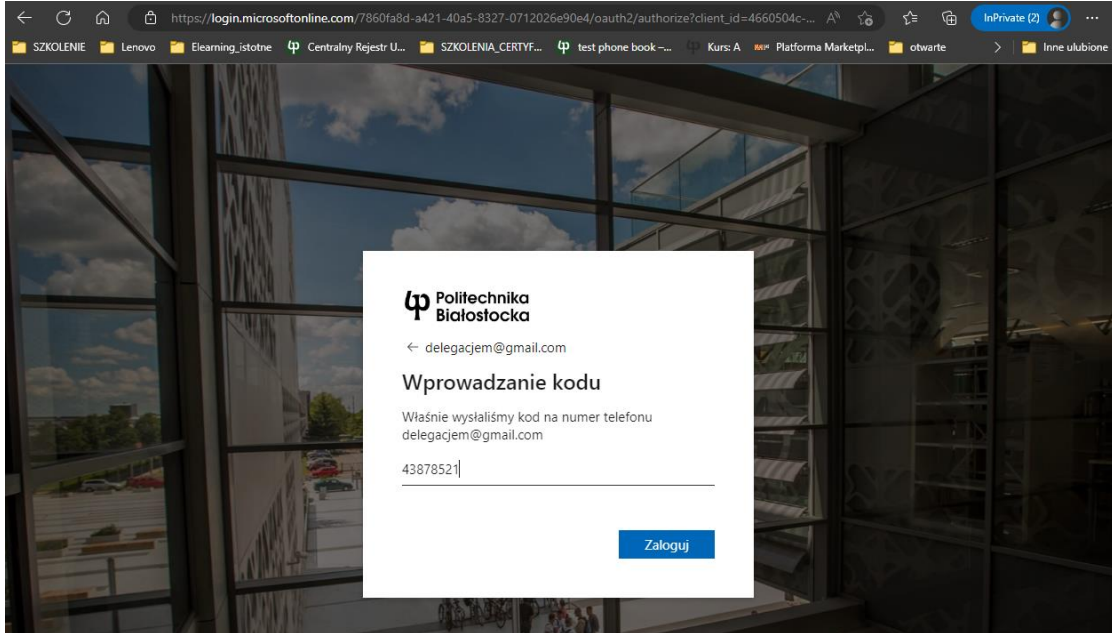 https://login.microsoftonline.com/7860fa8d-a421-40a5-8327-0712026e90e4/oauth2/authorize?client_id=4660504c-...
InPrivate (2)
SZKOLENIE Lenovo Elearning_istotne Centralny Rejestr U... SZKOLENIA_CERTYF... test phone book –... Kurs: A Platforma Marketpl... otwarte Inne ulubione
Politechnika
Białostocka
← delegacjem@gmail.com
Wprowadzanie kodu
Właśnie wysłaliśmy kod na numer telefonu
delegacjem@gmail.com
43878521
Zaloguj